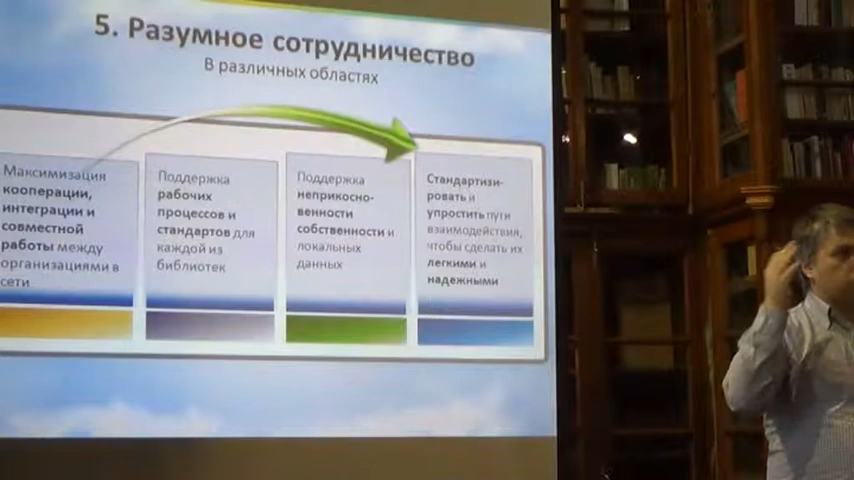 5. Разумное сотрудничество
В различных областях
Максимизация
кооперации,
интеграции и
совместной
работы между
организациями в
сети
Поддержка
рабочих
процессов и
стандартов для
каждой из
библиотек
Поддержка
неприкосно-
венности
собственности и
локальных
данных
Стандартизи-
ровать и
упростить пути
взаимодействия,
чтобы сделать их
легкими и
надежными